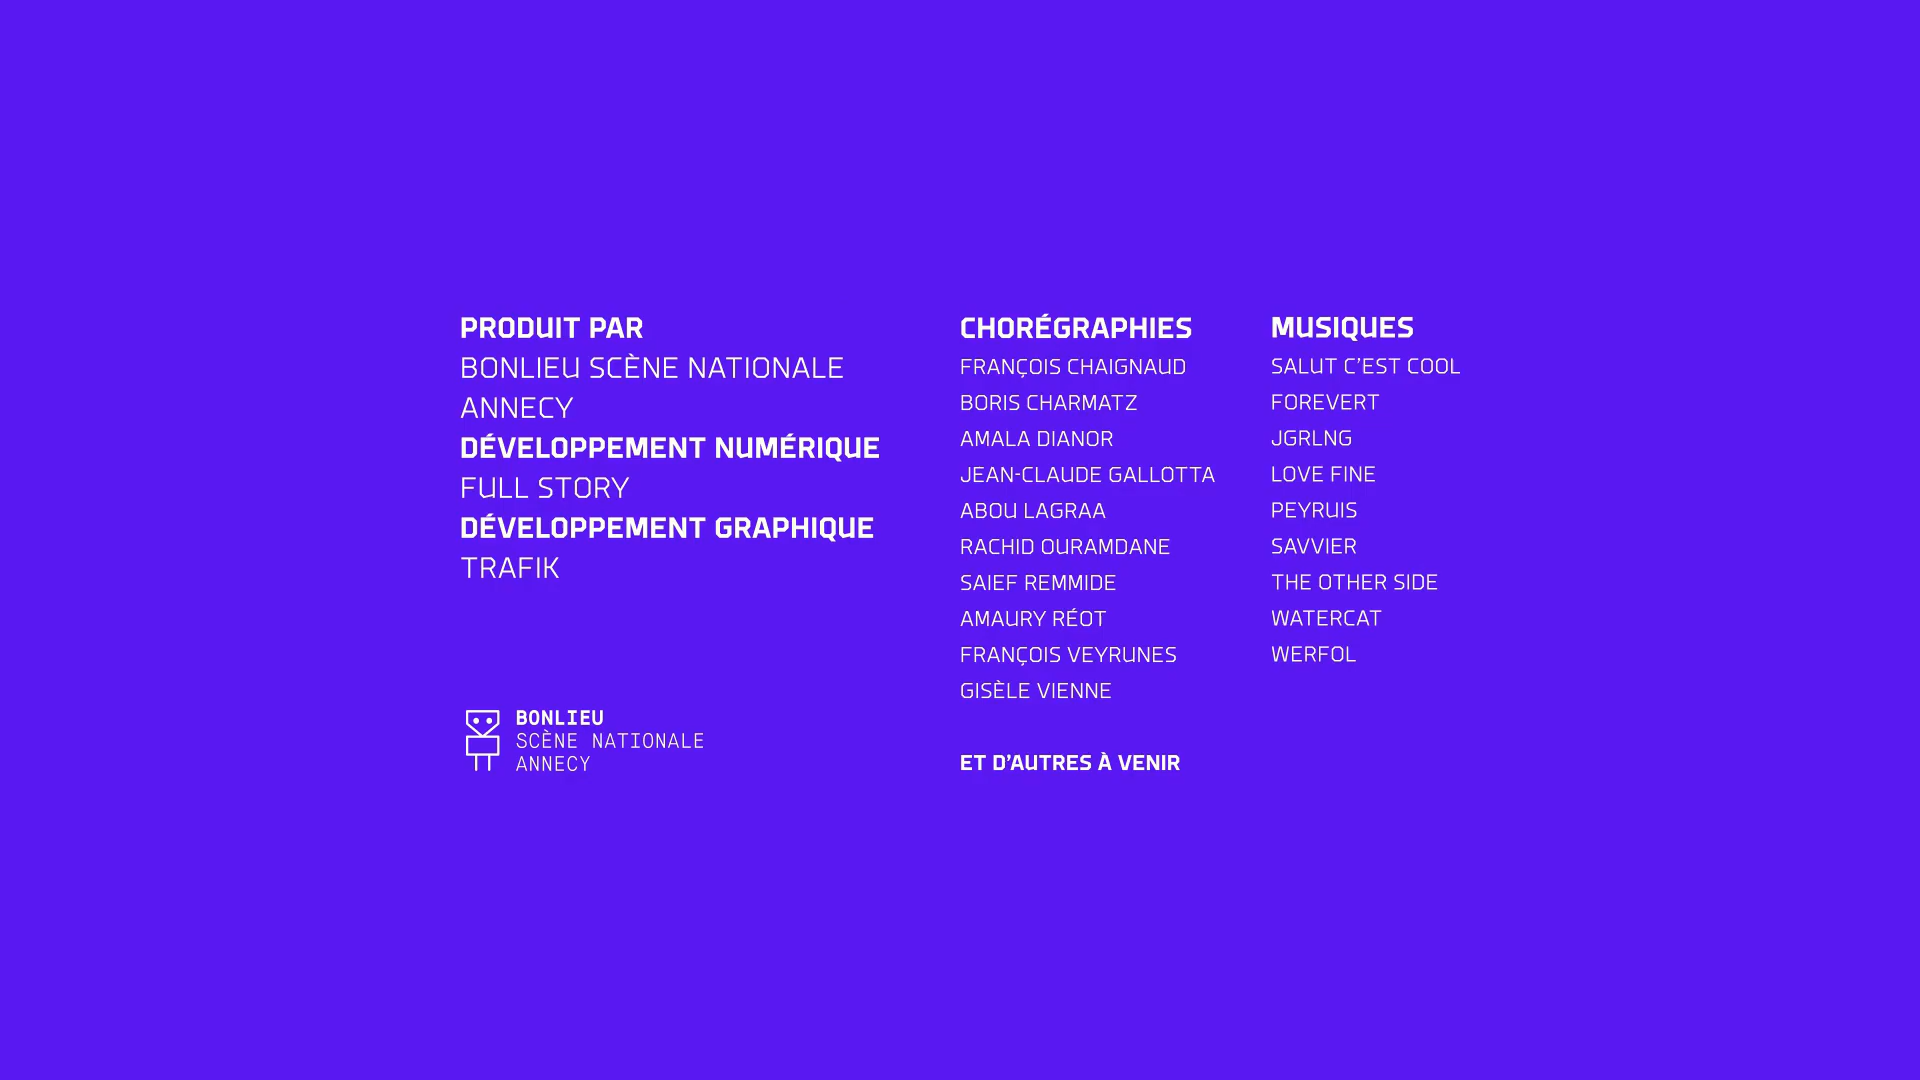 PRODUIT PAR
BONLIEU SCÈNE NATIONALE
ANNECY
DÉVELOPPEMENT NUMÉRIQUE
FULL STORY
DÉVELOPPEMENT GRAPHIQUE
TRAFIK
BONLIEU
SCÈNE NATIONALE
ANNECY
CHORÉGRAPHIES
FRANÇOIS CHAIGNAUD
BORIS CHARMATZ
AMALA DIANOR
JEAN-CLAUDE GALLOTTA
ABOU LAGRAA
RACHID OURAMDANE
SAIEF REMMIDE
AMAURY RÉOT
FRANÇOIS VEYRUNES
GISÈLE VIENNE
ET D’AUTRES À VENIR
MUSIQUES
SALUT C’EST COOL
FOREVERT
JGRLNG
LOVE FINE
PEYRUIS
SAVVIER
THE OTHER SIDE
WATERCAT
WERFOL